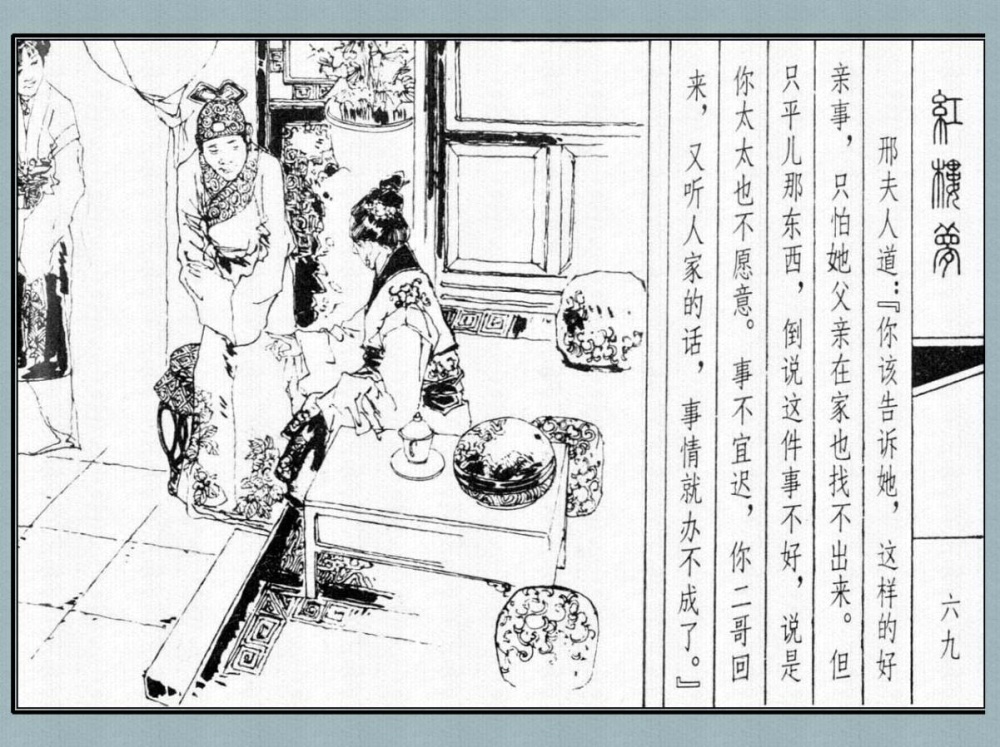 红楼梦
六九
邢夫人道：『你该告诉她，这样的好
亲事，只怕她父亲在家也找不出来。但
只平儿那东西，倒说这件事不好，说是
你太太也不愿意。事不宜迟，你二哥回
来，又听人家的话，事情就办不成了。』